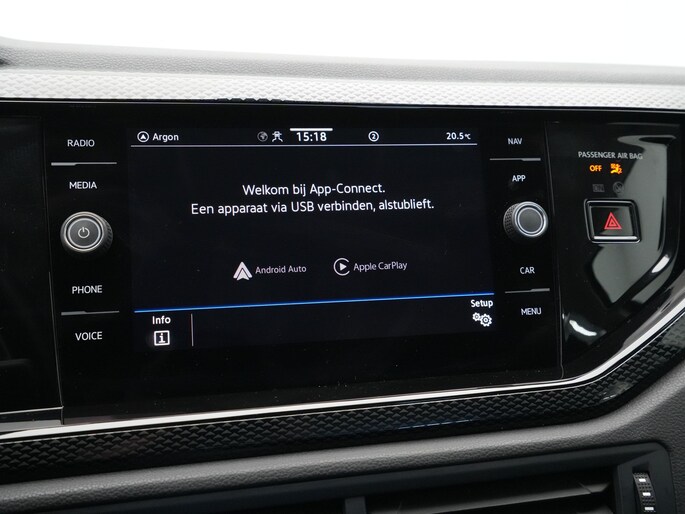 RADIO
MEDIA
PHONE
VOICE
Argon
15:18
2
20.5°C
Welkom bij App-Connect.
Een apparaat via USB verbinden, alstublieft.
Android Auto
Apple CarPlay
Info
Setup
NAV
APP
CAR
MENU
PASSENGER AIR BAG
OFF